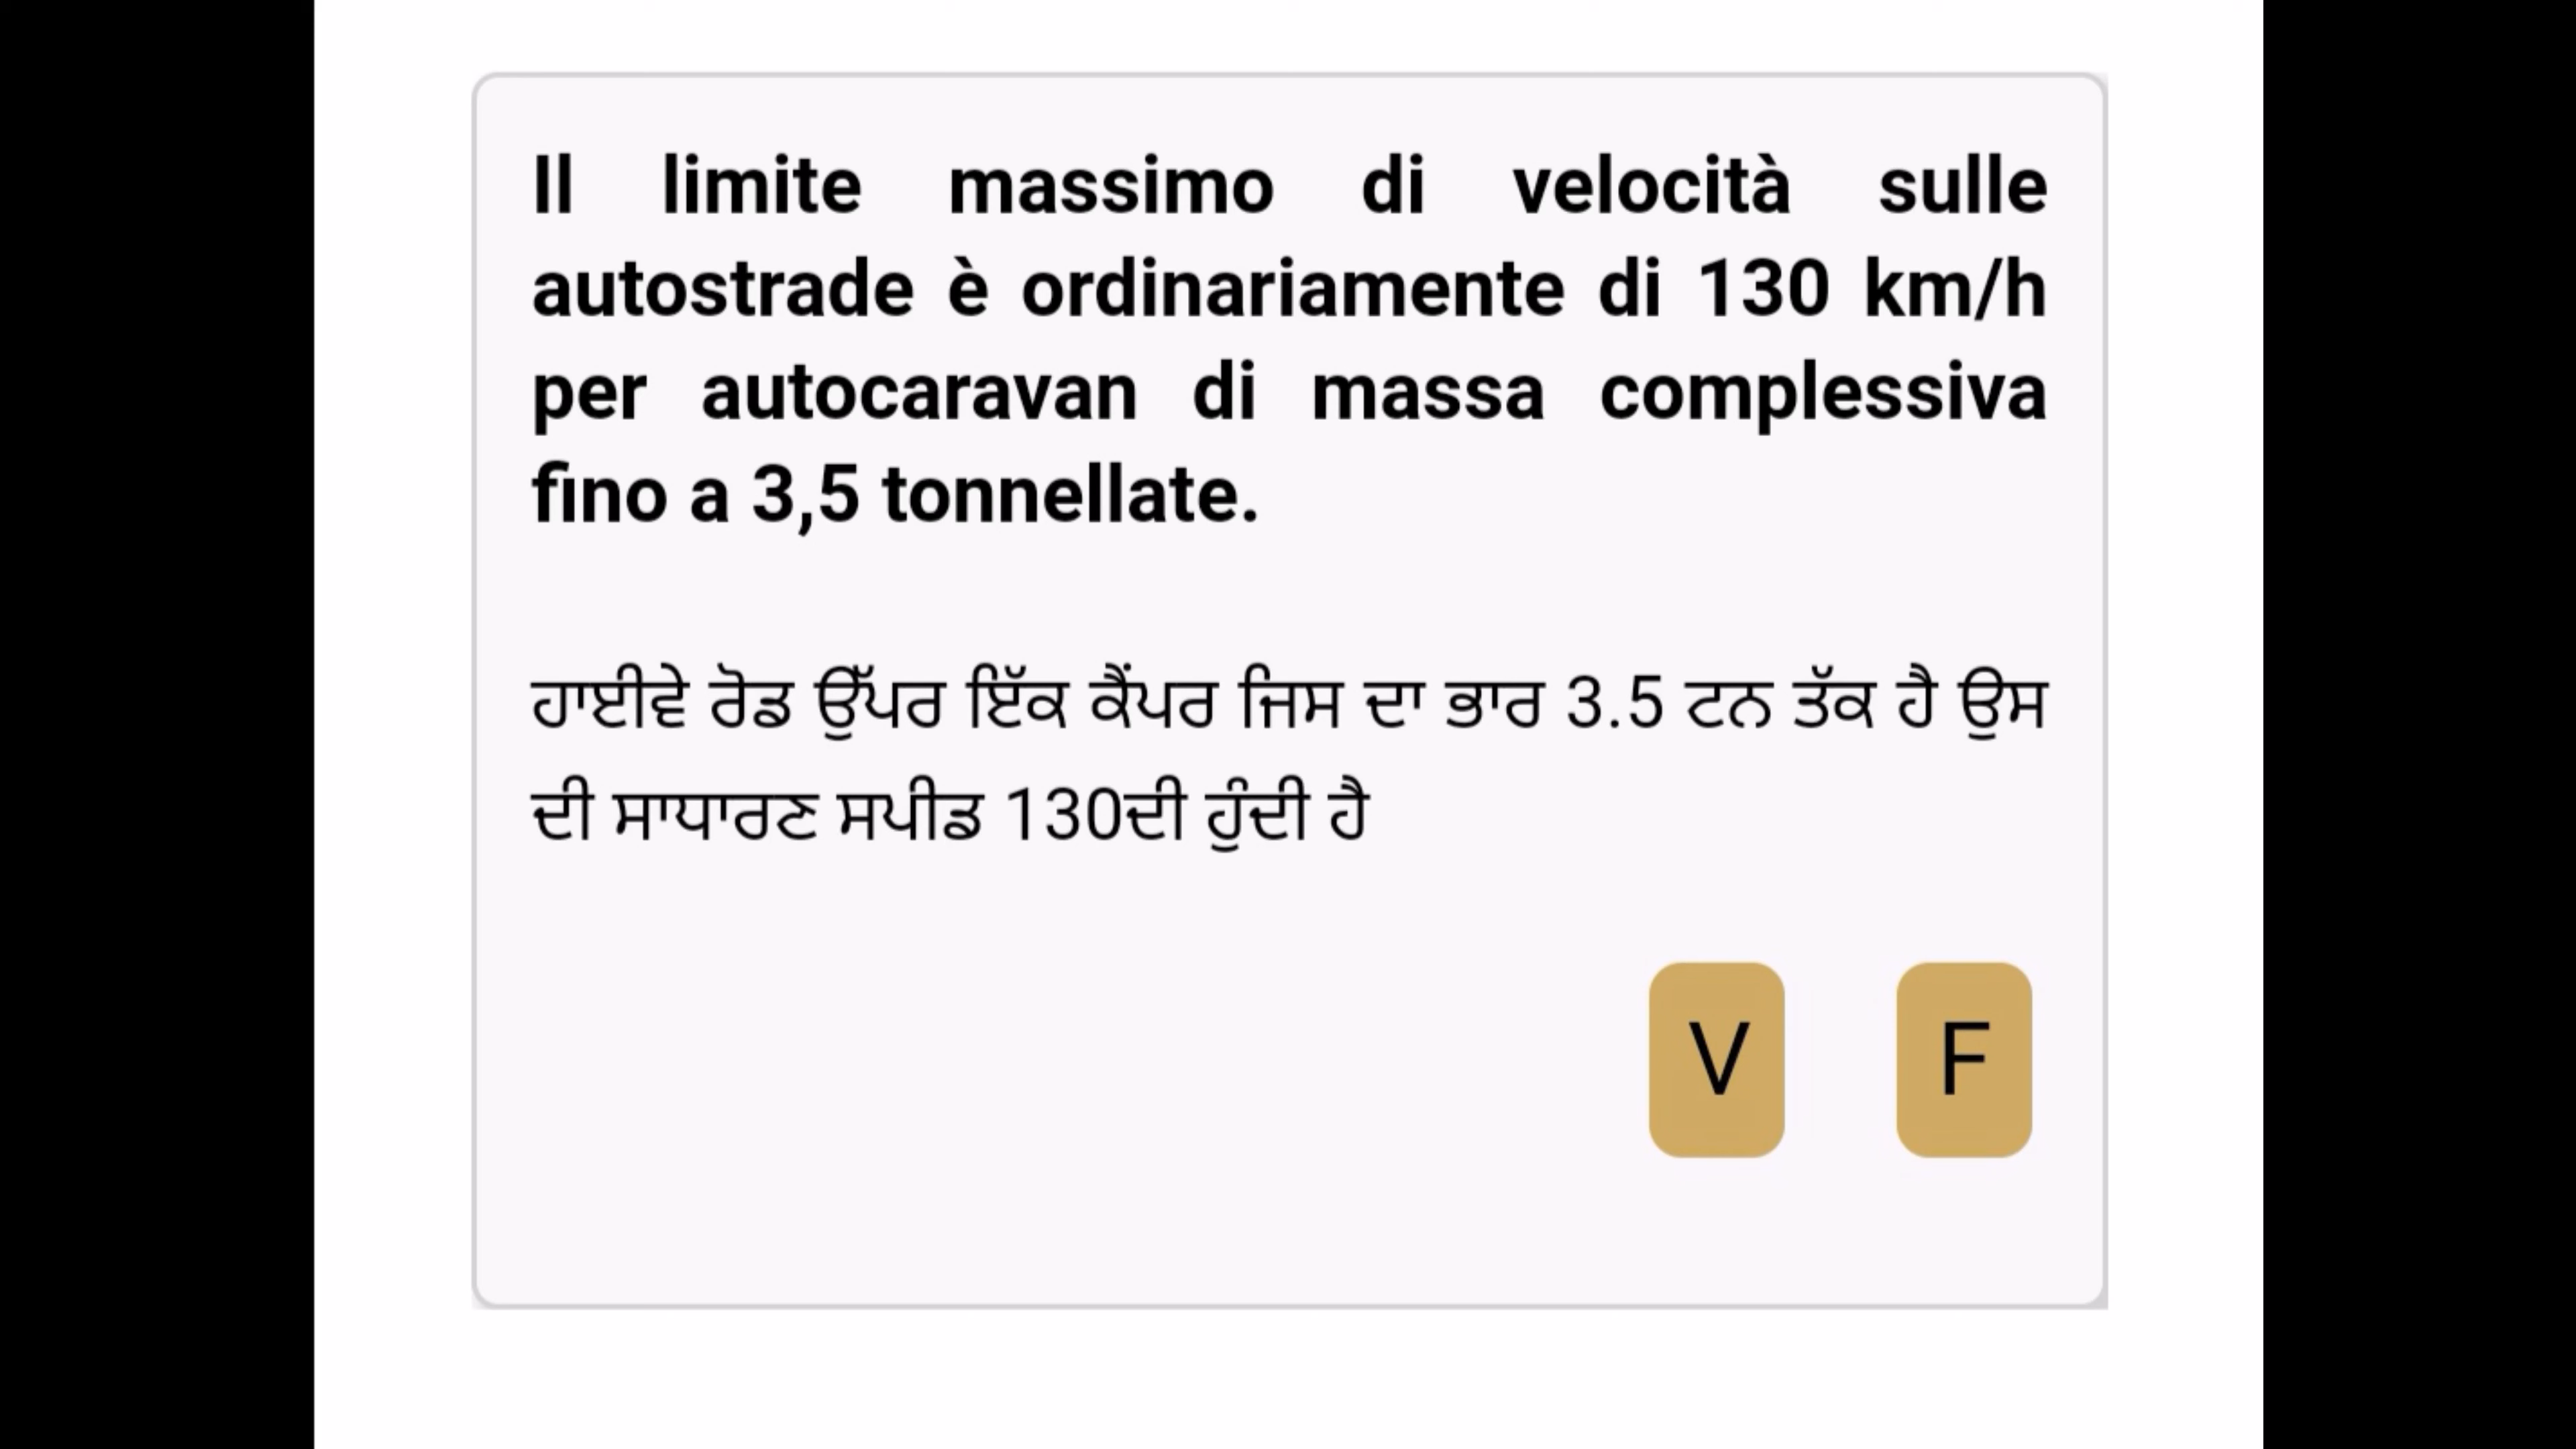 Il limite massimo di velocità sulle
autostrade è ordinariamente di 130 km/h
per autocaravan di massa complessiva
fino a 3,5 tonnellate.
ਹਾਈਵੇ ਰੋਡ ਉੱਪਰ ਇੱਕ ਕੈਂਪਰ ਜਿਸ ਦਾ ਭਾਰ 3.5 ਟਨ ਤੱਕ ਹੈ ਉਸ
ਦੀ ਸਾਧਾਰਣ ਸਪੀਡ 130ਦੀ ਹੁੰਦੀ ਹੈ
V F